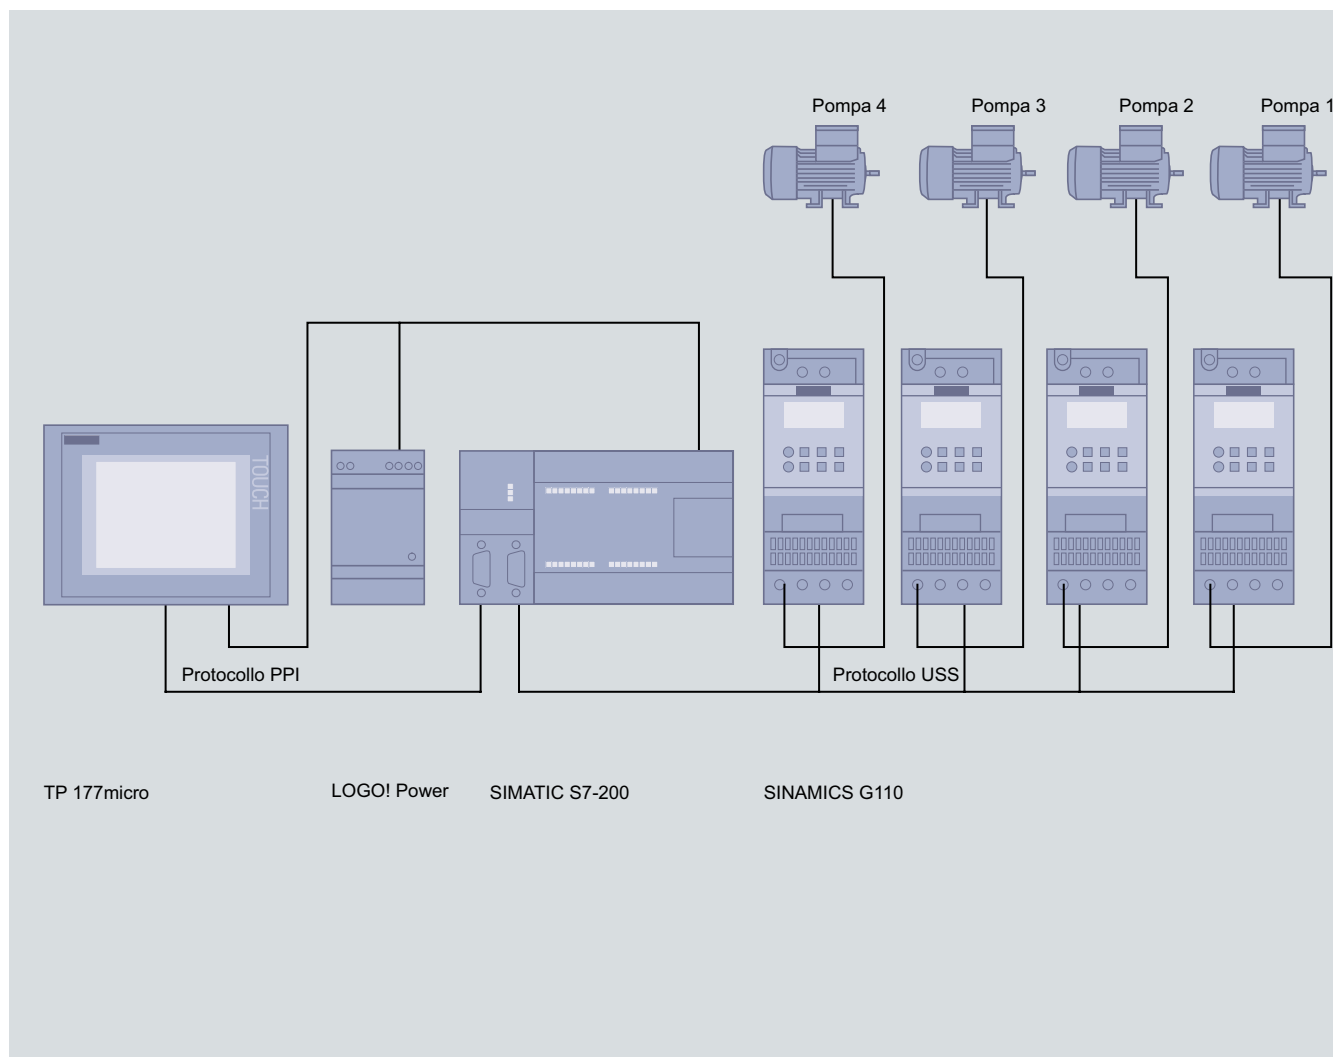 Pompa 4
Pompa 3
Pompa 2
Pompa 1
TOUCH
Protocollo PPI
Protocollo USS
TP 177micro
LOGO! Power
SIMATIC S7-200
SINAMICS G110